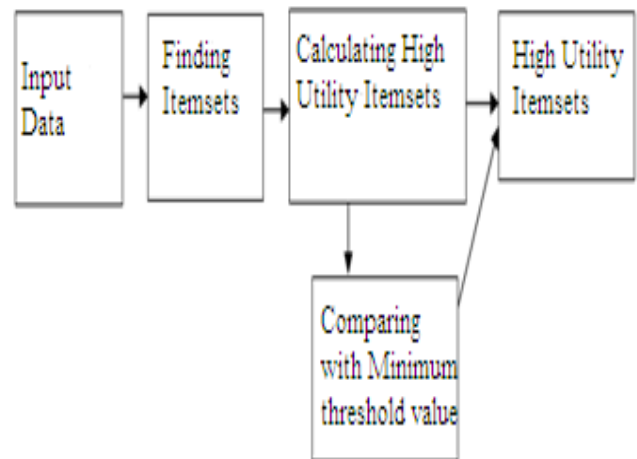 Input
Data
Finding
Itemsets
Calculating High
Utility Itemsets
High Utility
Itemsets
Comparing
with Minimum
threshold value